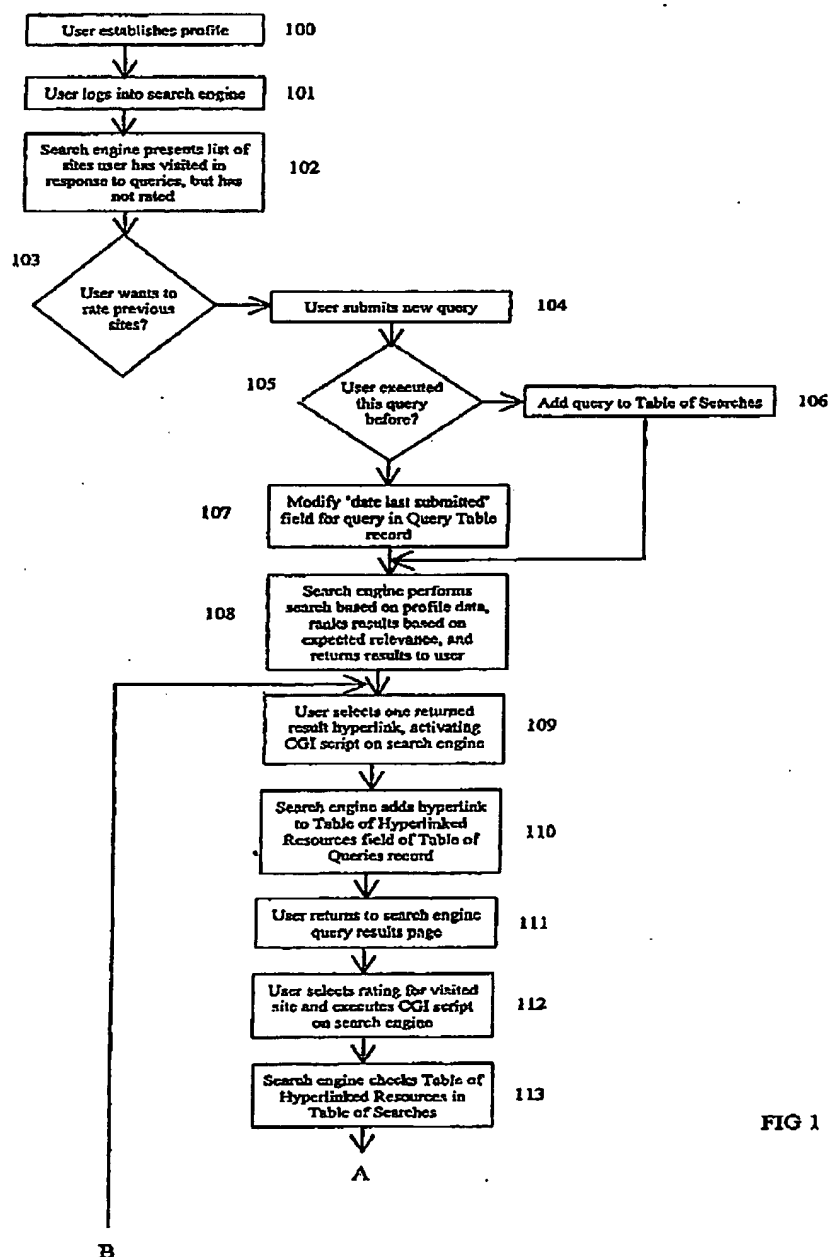 User establishes profile
100
User logs into search engine
101
Search engine presents list of
sites user has visited in
response to queries, but has
not rated
102
103
User wants to
rate previous
sites?
User submits new query
104
105
User executed
this query
before?
Add query to Table of Searches
106
107
Modify "date last submitted"
field for query in Query Table
record
108
Search engine performs
search based on profile data,
ranks results based on
expected relevance, and
returns results to user
User selects one returned
result hyperlink, activating
CGI script on search engine
109
Search engine adds hyperlink
to Table of Hyperlinked
Resources field of Table of
Queries record
110
User returns to search engine
query results page
111
User selects rating for visited
site and executes CGI script
on search engine
112
Search engine checks Table of
Hyperlinked Resources in
Table of Searches
113
FIG 1
A
B